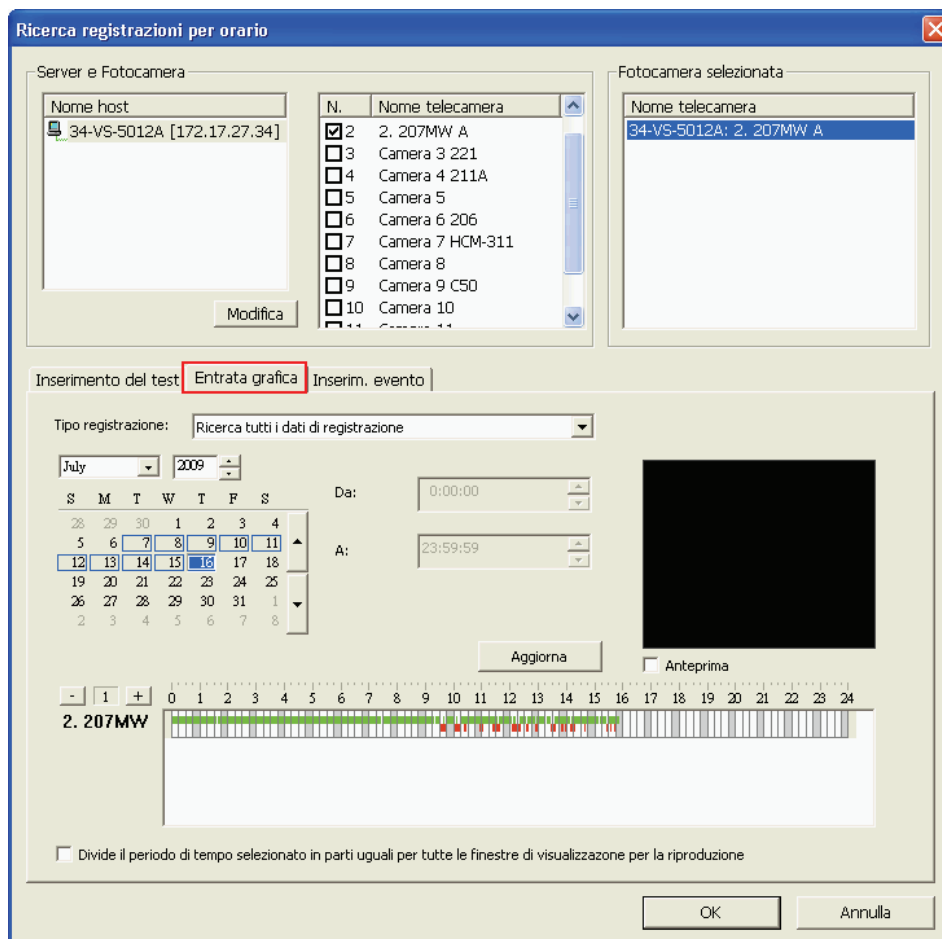 Ricerca registrazioni per orario
Server e Fotocamera
Nome host
34-VS-5012A [172.17.27.34]
Modifica
N. Nome telecamera
2 2. 207MW A
3 Camera 3 221
4 Camera 4 211A
5 Camera 5
6 Camera 6 206
7 Camera 7 HCM-311
8 Camera 8
9 Camera 9 C50
10 Camera 10
Fotocamera selezionata
Nome telecamera
34-VS-5012A: 2. 207MW A
Inserimento del test Entrata grafica Inserim. evento
Tipo registrazione: Ricerca tutti i dati di registrazione
July 2009
S M T W T F S
28 29 30 1 2 3 4
5 6 7 8 9 10 11
12 13 14 15 16 17 18
19 20 21 22 23 24 25
26 27 28 29 30 31 1
2 3 4 5 6 7 8
Da: 0:00:00
A: 23:59:59
Aggiorna
Anteprima
- 1 + 0 1 2 3 4 5 6 7 8 9 10 11 12 13 14 15 16 17 18 19 20 21 22 23 24
2. 207MW
Divide il periodo di tempo selezionato in parti uguali per tutte le finestre di visualizzazone per la riproduzione
OK Annulla